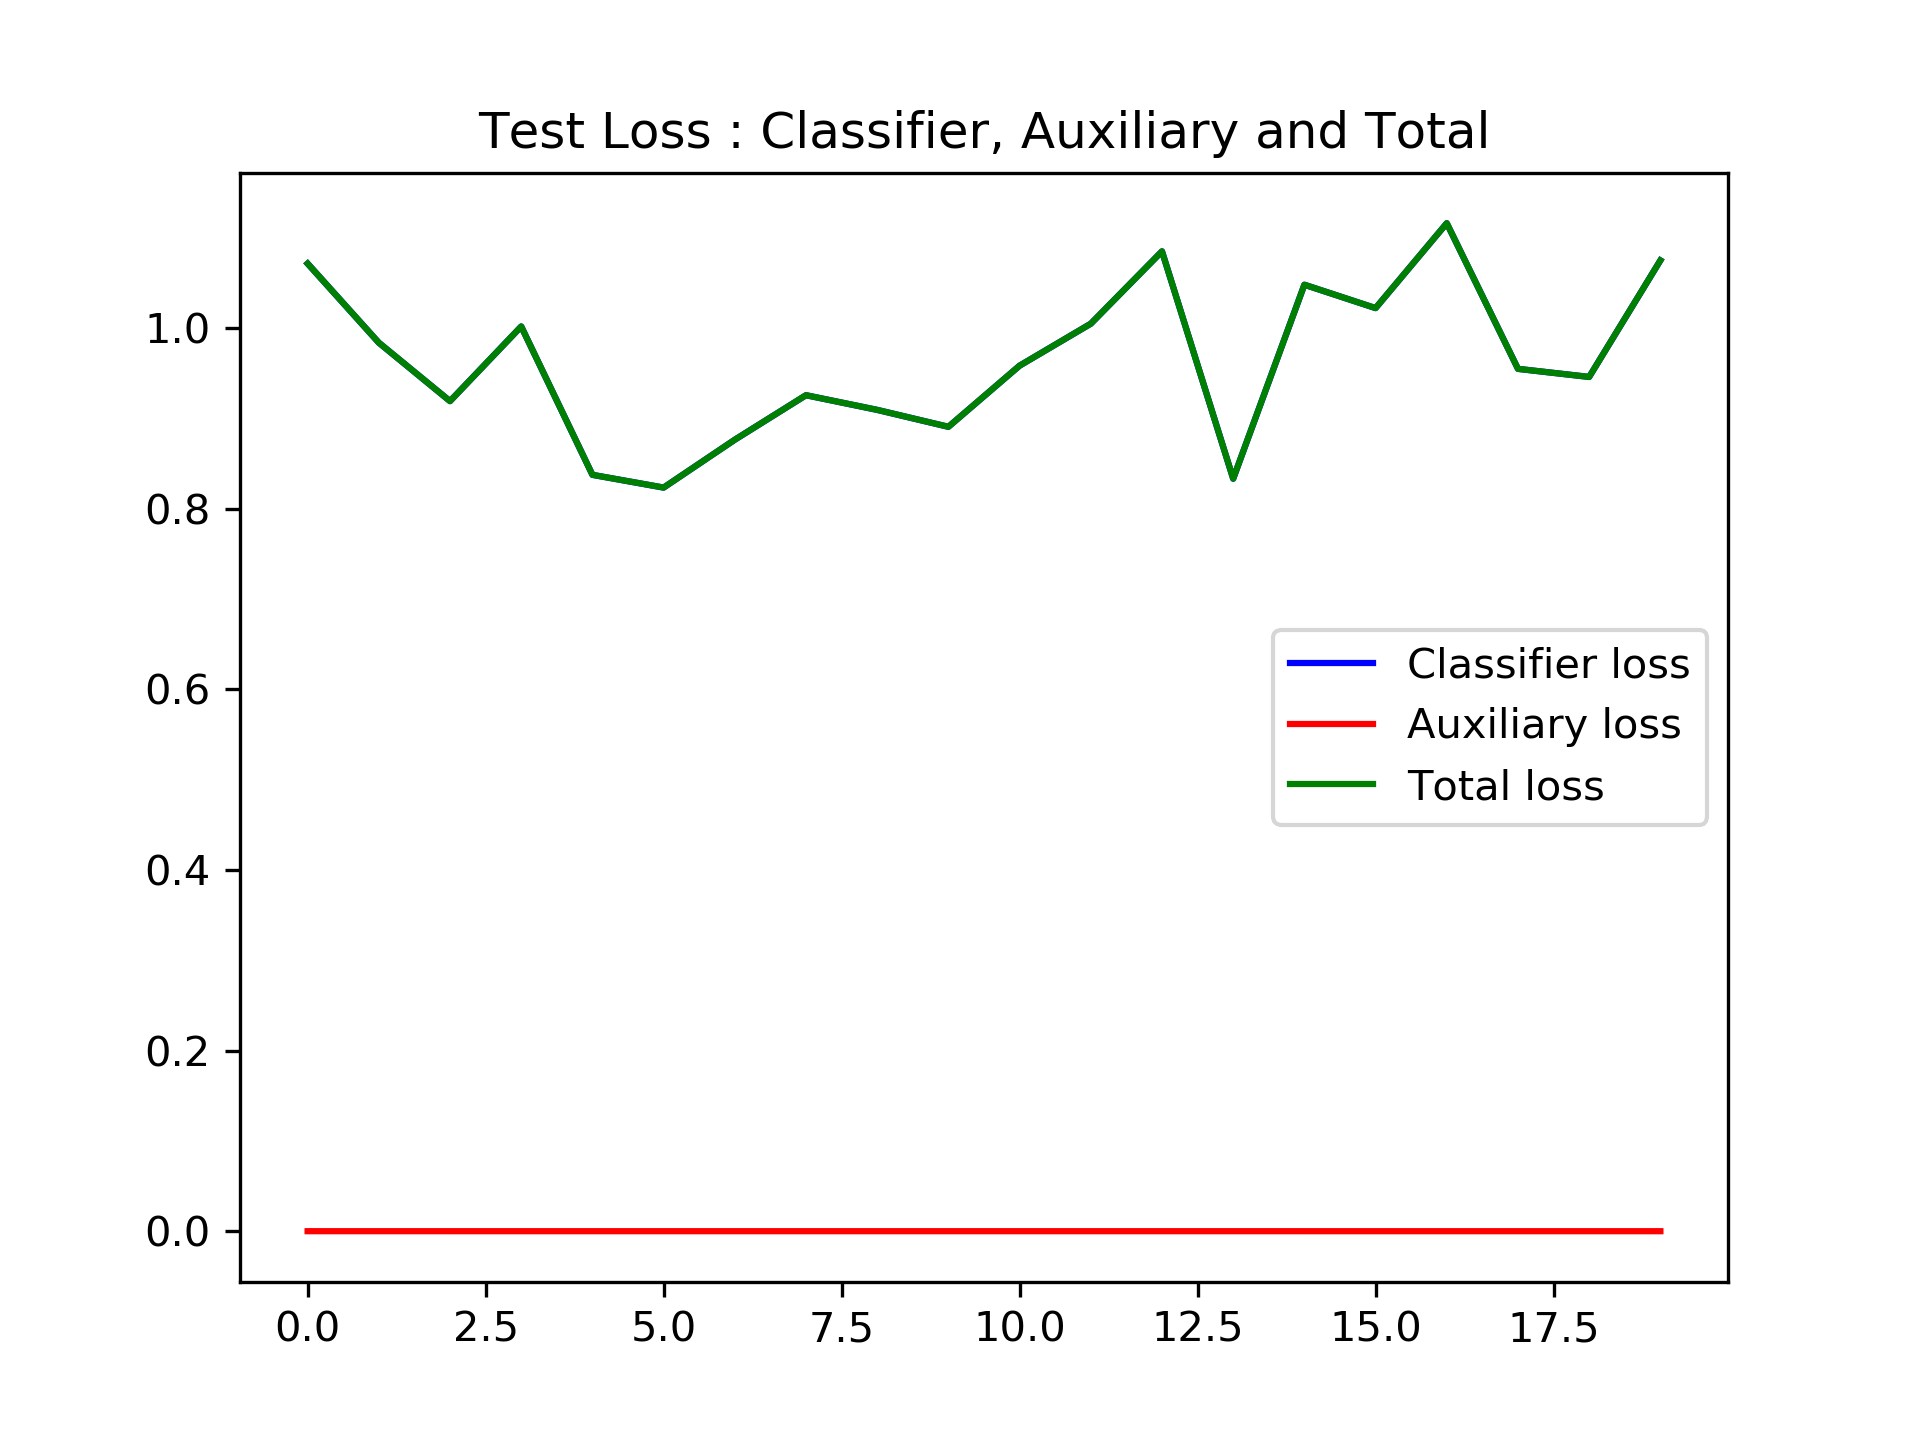 Test Loss : Classifier, Auxiliary and Total
1.0
0.8
0.6
0.4
0.2
0.0
Classifier loss
Auxiliary loss
Total loss
0.0 2.5 5.0 7.5 10.0 12.5 15.0 17.5